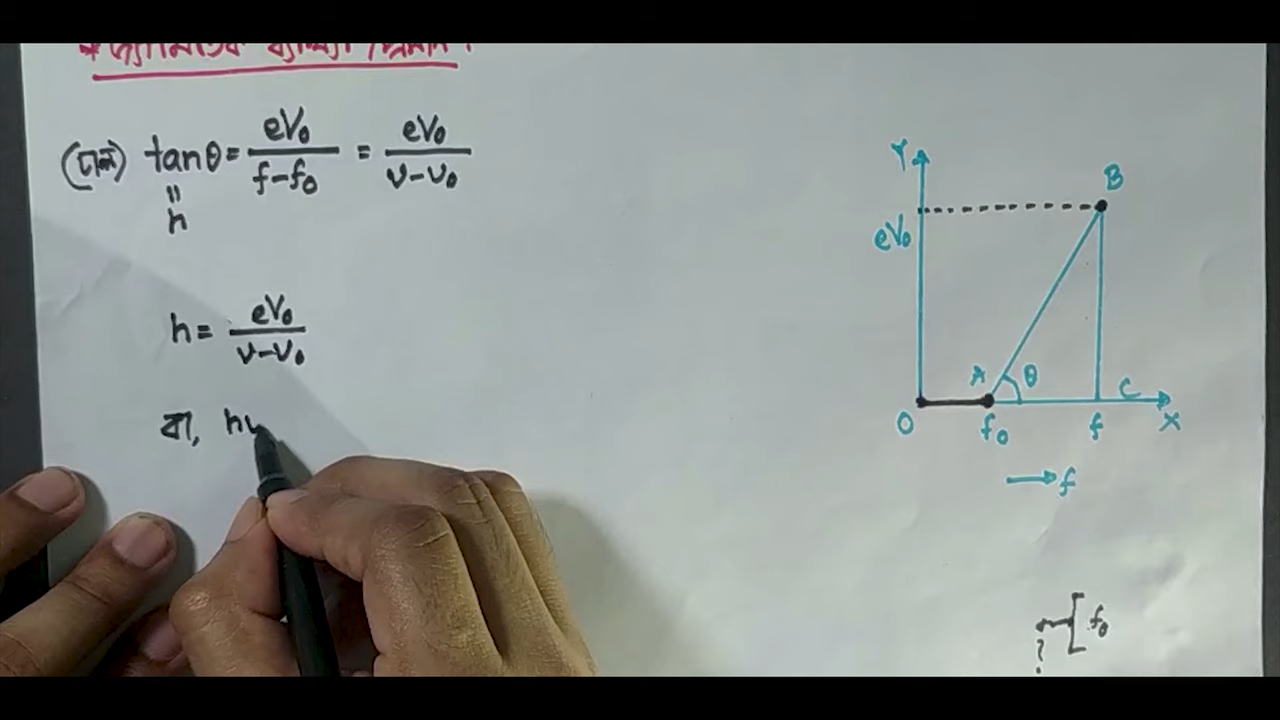 (ঢাল) tanθ = eV₀/(f-f₀) = eV₀/(ν-ν₀)
"
h
h = eV₀/(ν-ν₀)
বা, hν
Y
B
eV₀
A θ C
O f₀ f X
→ f
f₀
?